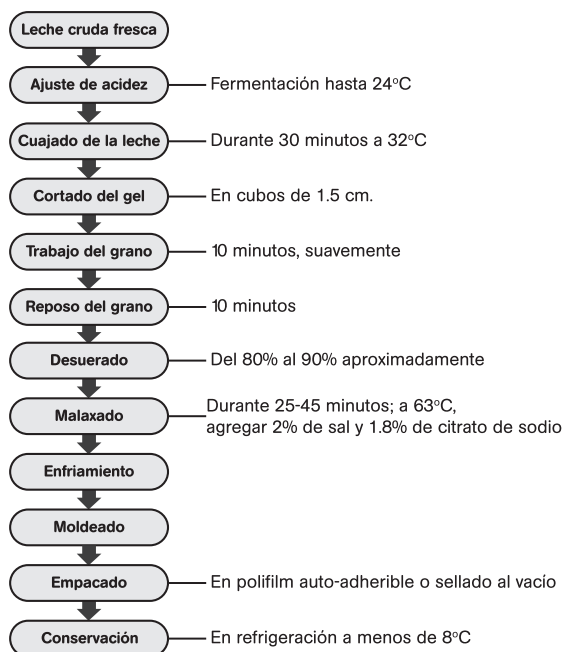 Leche cruda fresca
Ajuste de acidez
Fermentación hasta 24°C
Cuajado de la leche
Durante 30 minutos a 32°C
Cortado del gel
En cubos de 1.5 cm.
Trabajo del grano
10 minutos, suavemente
Reposo del grano
10 minutos
Desuerado
Del 80% al 90% aproximadamente
Malaxado
Durante 25-45 minutos; a 63°C,
agregar 2% de sal y 1.8% de citrato de sodio
Enfriamiento
Moldeado
Empacado
En polifilm auto-adherible o sellado al vacío
Conservación
En refrigeración a menos de 8°C